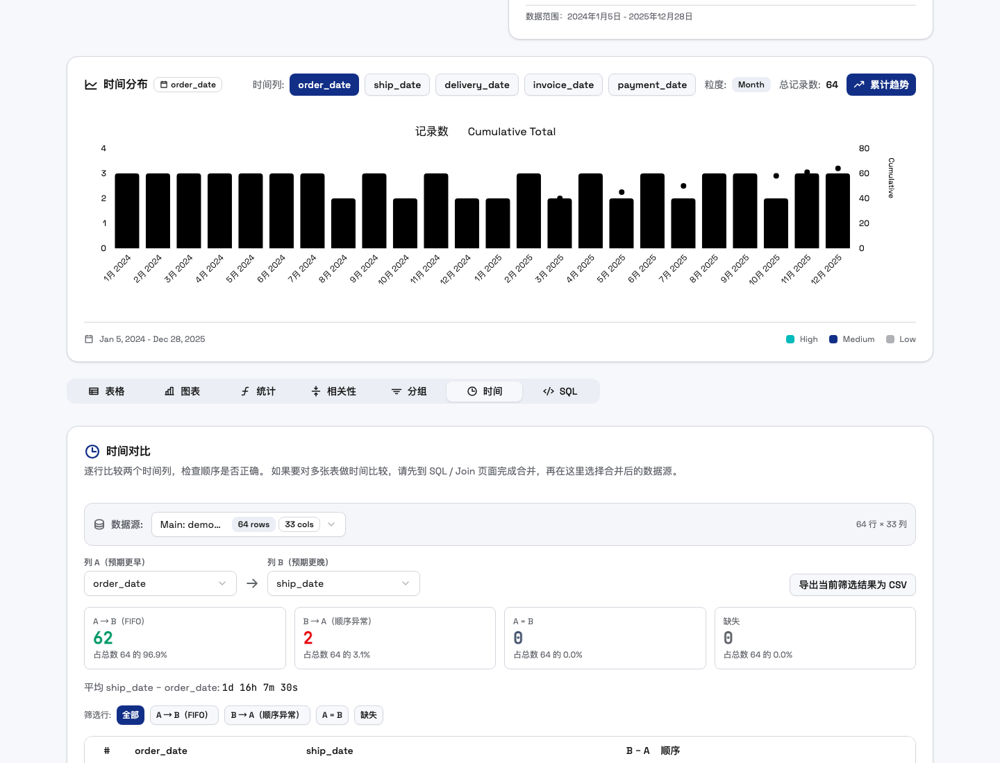 数据范围：2024年1月5日 - 2025年12月28日
时间分布 order_date 时间列: order_date ship_date delivery_date invoice_date payment_date 粒度: Month 总记录数: 64 累计趋势
记录数 Cumulative Total
4 80
3 60
2 40
1 20
0 0
Cumulative
1月 2024 2月 2024 3月 2024 4月 2024 5月 2024 6月 2024 7月 2024 8月 2024 9月 2024 10月 2024 11月 2024 12月 2024 1月 2025 2月 2025 3月 2025 4月 2025 5月 2025 6月 2025 7月 2025 8月 2025 9月 2025 10月 2025 11月 2025 12月 2025
Jan 5, 2024 - Dec 28, 2025 High Medium Low
表格 图表 统计 相关性 分组 时间 SQL
时间对比
逐行比较两个时间列，检查顺序是否正确。 如果要对多张表做时间比较，请先到 SQL / Join 页面完成合并，再在这里选择合并后的数据源。
数据源: Main: demo... 64 rows 33 cols 64 行 × 33 列
列 A（预期更早） 列 B（预期更晚）
order_date → ship_date 导出当前筛选结果为 CSV
A → B（FIFO） B → A（顺序异常） A = B 缺失
62 2 0 0
占总数 64 的 96.9% 占总数 64 的 3.1% 占总数 64 的 0.0% 占总数 64 的 0.0%
平均 ship_date − order_date: 1d 16h 7m 30s
筛选行: 全部 A → B（FIFO） B → A（顺序异常） A = B 缺失
# order_date ship_date B − A 顺序